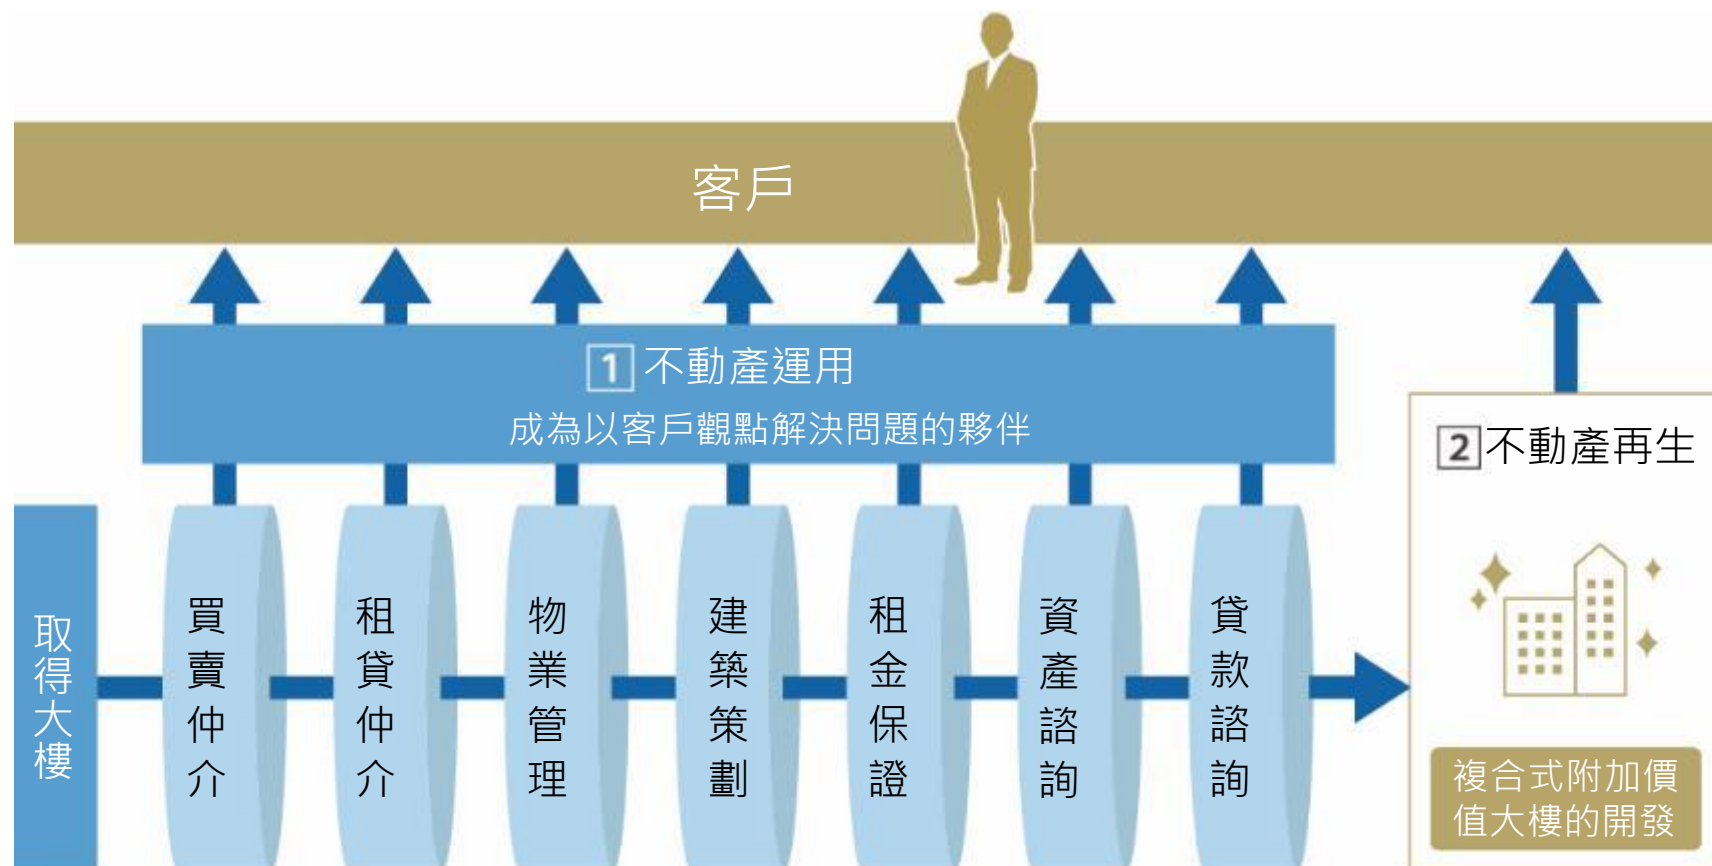 客戶
1 不動產運用
成為以客戶觀點解決問題的夥伴
2 不動產再生
取得大樓
買賣仲介
租貸仲介
物業管理
建築策劃
租金保證
資產諮詢
貸款諮詢
複合式附加價
值大樓的開發